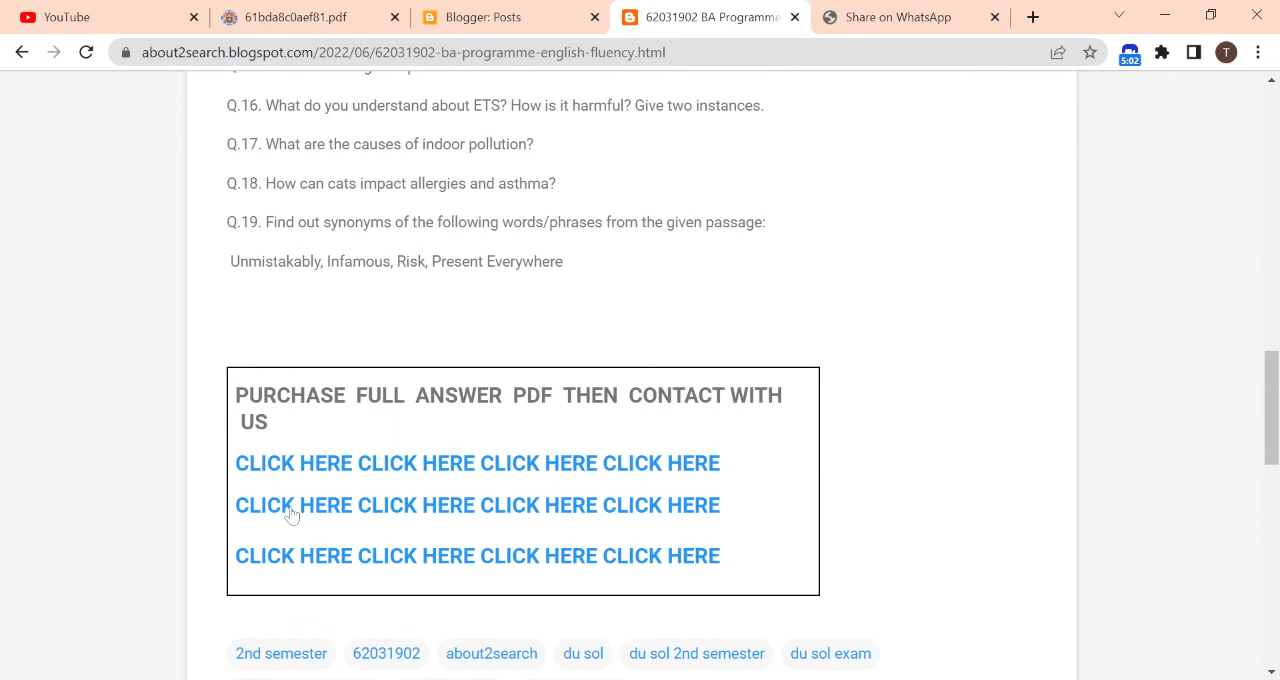 YouTube
61bda8c0aef81.pdf
Blogger: Posts
62031902 BA Programme
Share on WhatsApp
about2search.blogspot.com/2022/06/62031902-ba-programme-english-fluency.html
5:02
T
Q.16. What do you understand about ETS? How is it harmful? Give two instances.
Q.17. What are the causes of indoor pollution?
Q.18. How can cats impact allergies and asthma?
Q.19. Find out synonyms of the following words/phrases from the given passage:
Unmistakably, Infamous, Risk, Present Everywhere
PURCHASE FULL ANSWER PDF THEN CONTACT WITH
US
CLICK HERE CLICK HERE CLICK HERE CLICK HERE
CLICK HERE CLICK HERE CLICK HERE CLICK HERE
CLICK HERE CLICK HERE CLICK HERE CLICK HERE
2nd semester 62031902 about2search du sol du sol 2nd semester du sol exam